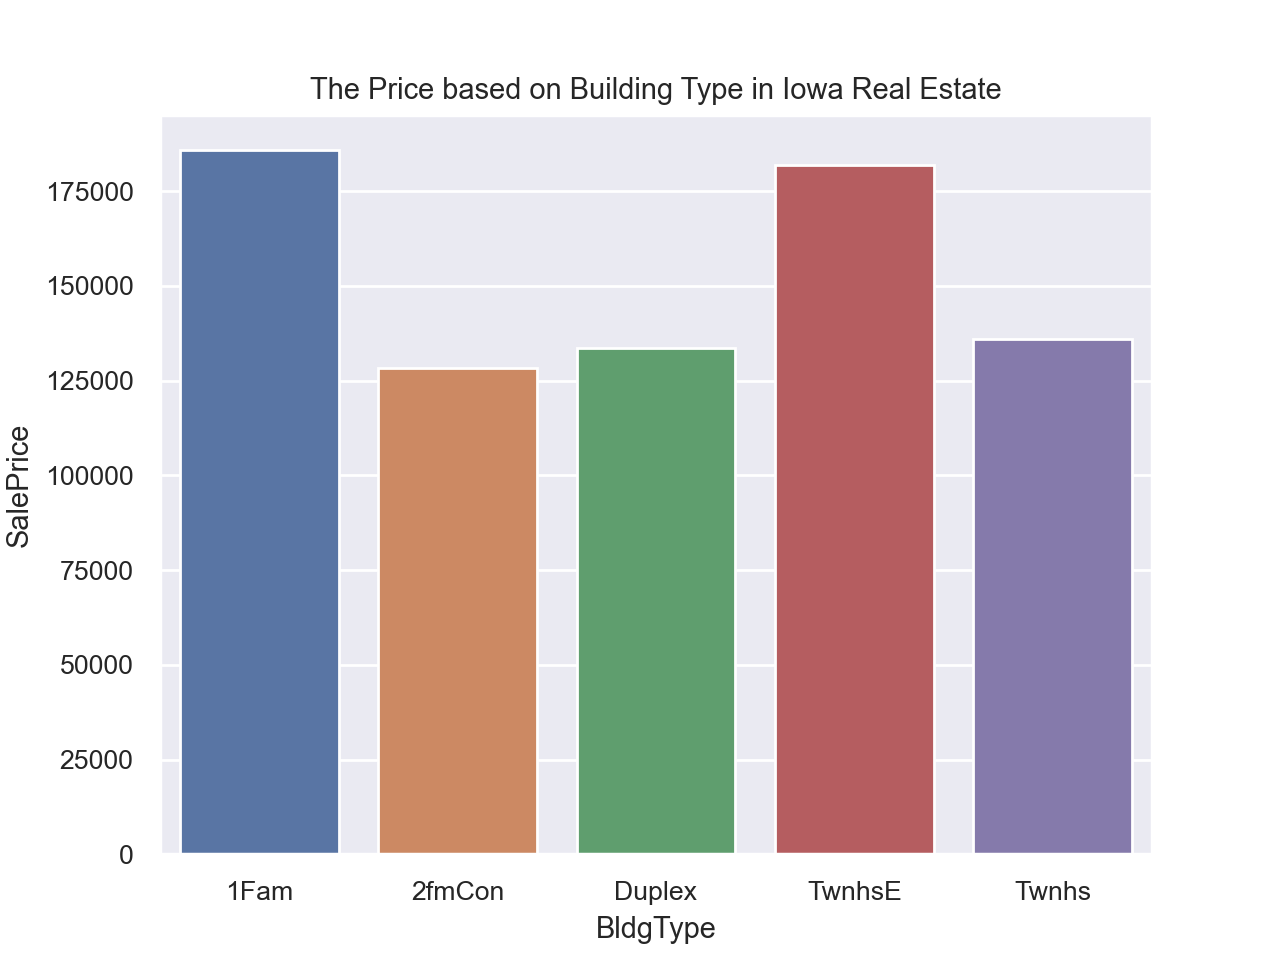 The Price based on Building Type in Iowa Real Estate
SalePrice
175000
150000
125000
100000
75000
50000
25000
0
1Fam 2fmCon Duplex TwnhsE Twnhs
BldgType